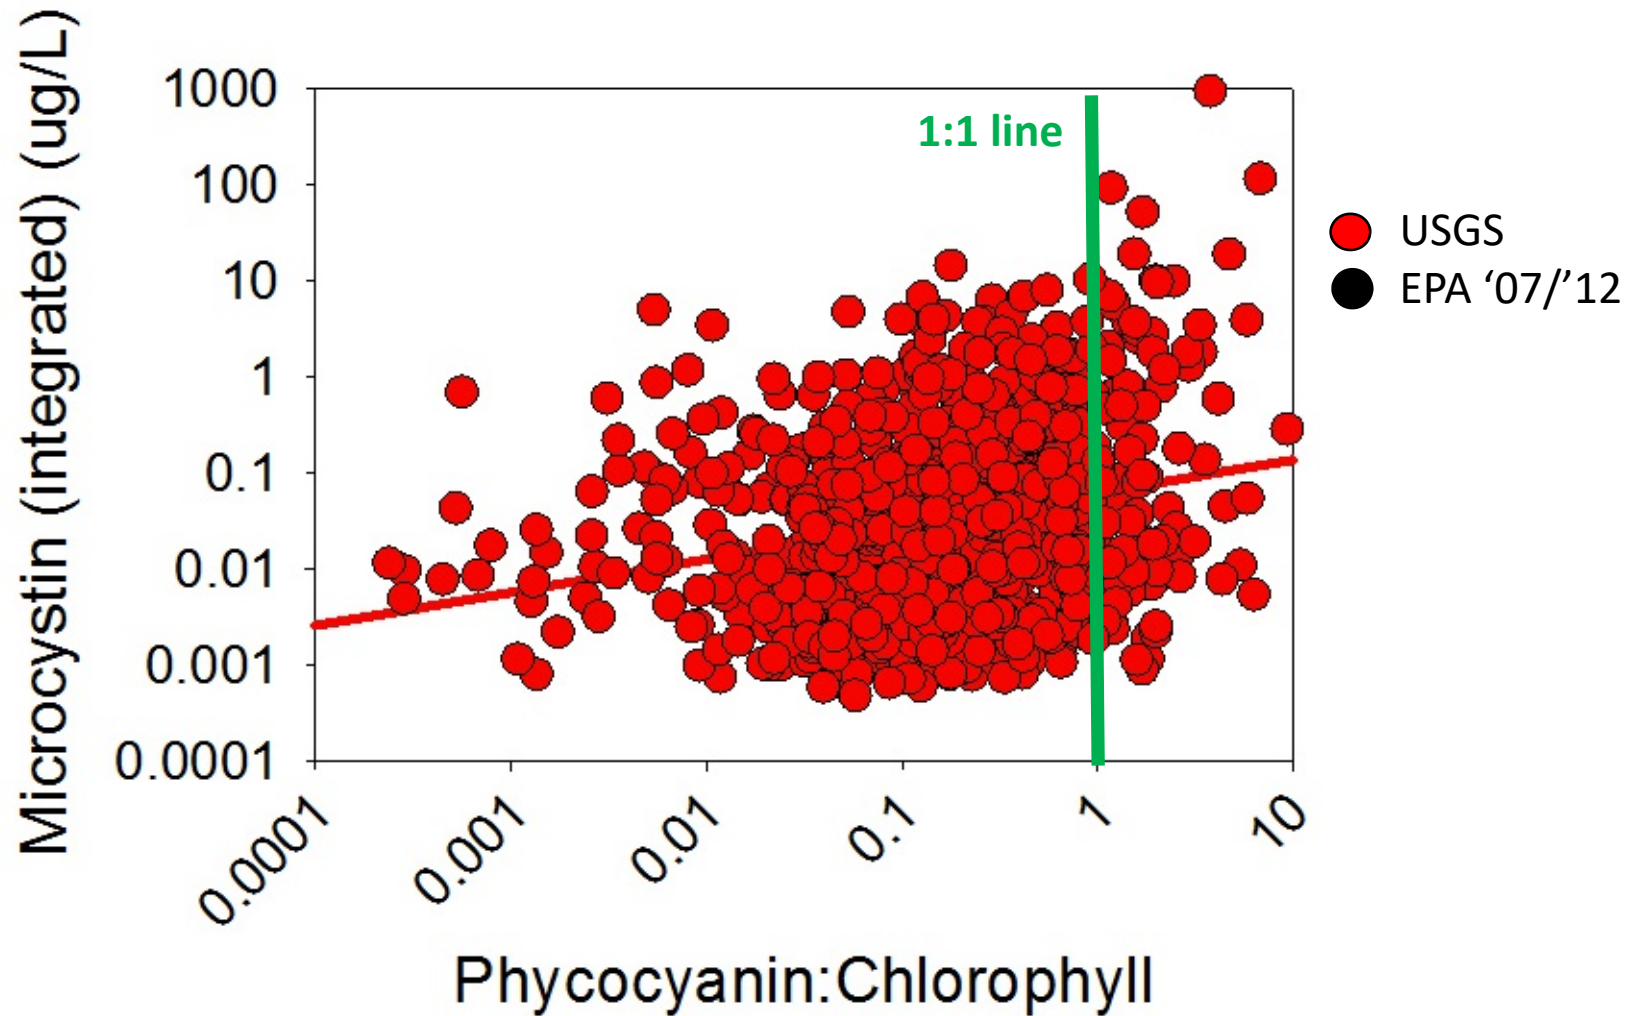 Microcystin (integrated) (ug/L)
1000
100
10
1
0.1
0.01
0.001
0.0001
1:1 line
USGS
EPA ‘07/’12
0.0001
0.001
0.01
0.1
1
10
Phycocyanin:Chlorophyll